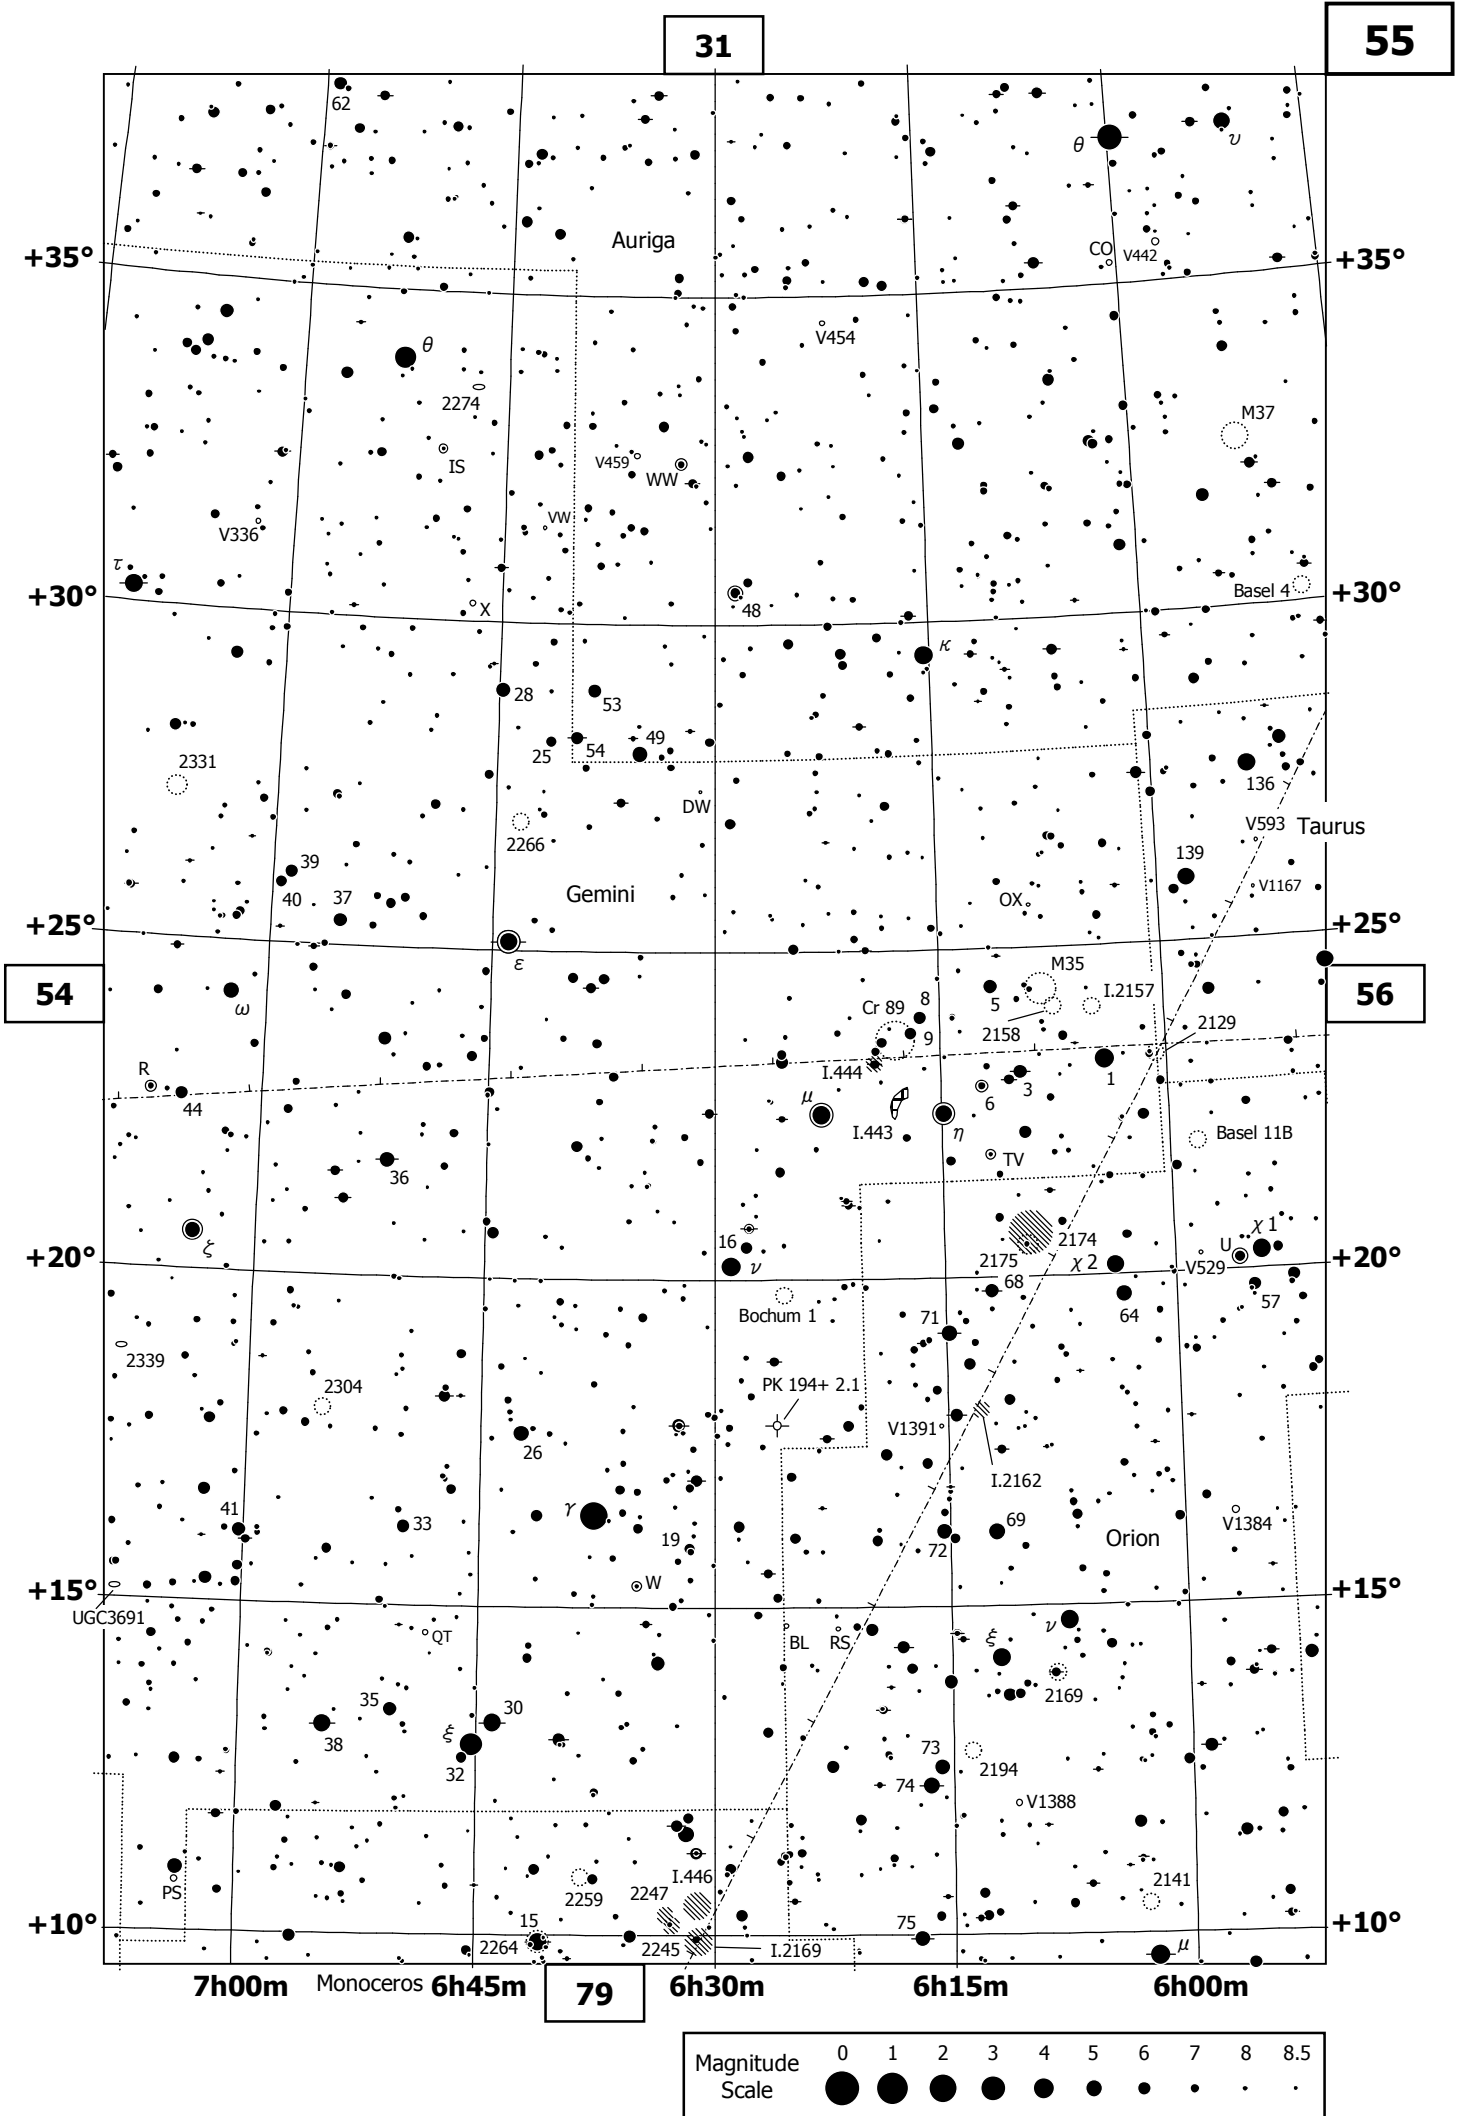 31
55
62
θ
υ
Auriga
+35°
CO
V442
+35°
V454
θ
2274
M37
IS
V459
WW
V336
VW
τ
+30°
X
48
Basel 4
+30°
κ
28
53
25
54
49
2331
136
DW
V593
Taurus
2266
139
39
40
37
Gemini
OX
V1167
+25°
+25°
ε
M35
54
ω
5
I.2157
56
Cr 89
8
9
2158
2129
R
I.444
1
44
μ
6
3
I.443
η
Basel 11B
TV
36
ζ
16
ν
2174
χ 1
+20°
2175
χ 2
U
V529
+20°
68
57
Bochum 1
71
64
2339
2304
PK 194+ 2.1
V1391
26
I.2162
41
γ
33
19
69
72
Orion
V1384
+15°
W
+15°
UGC3691
QT
BL
RS
ξ
ν
2169
35
30
38
ξ
32
73
74
2194
V1388
PS
2259
I.446
2247
2141
+10°
15
2264
2245
I.2169
75
μ
+10°
7h00m
Monoceros
6h45m
79
6h30m
6h15m
6h00m
Magnitude Scale
0 1 2 3 4 5 6 7 8 8.5